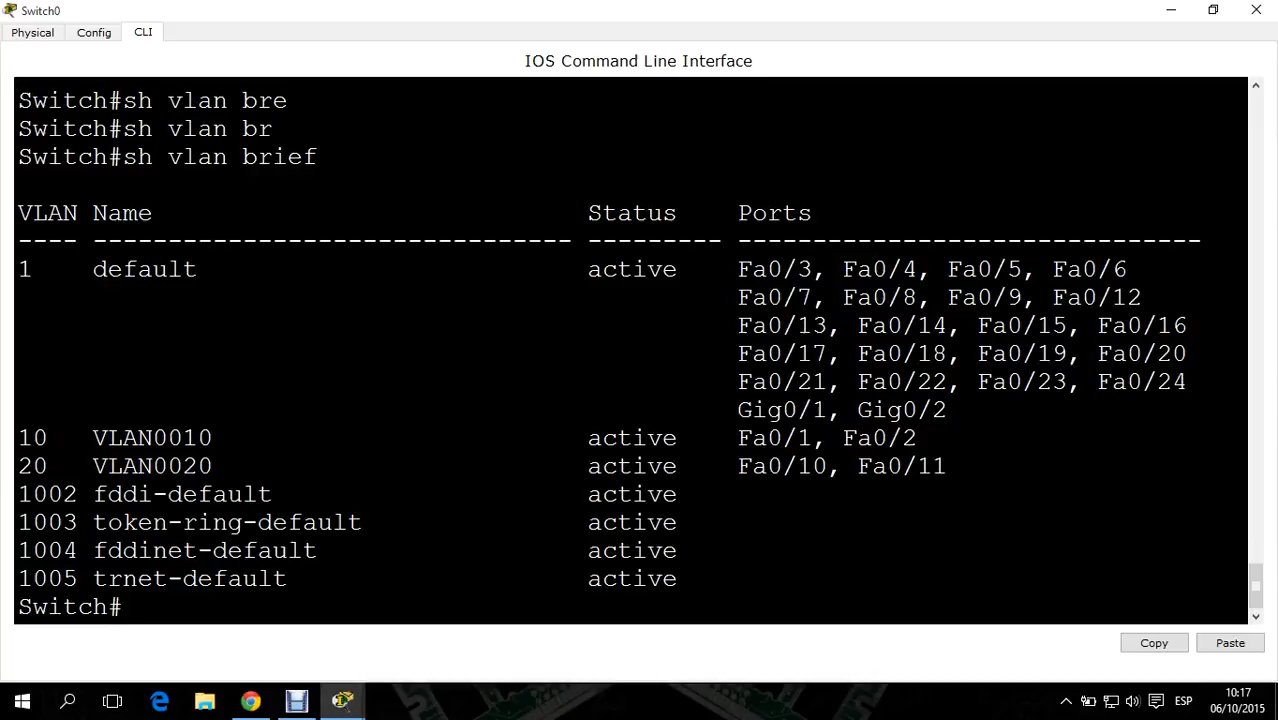 Switch0
Physical Config CLI
IOS Command Line Interface
Switch#sh vlan bre
Switch#sh vlan br
Switch#sh vlan brief
VLAN Name Status Ports
---- -------------------------------- --------- -------------------------------
1 default active Fa0/3, Fa0/4, Fa0/5, Fa0/6
Fa0/7, Fa0/8, Fa0/9, Fa0/12
Fa0/13, Fa0/14, Fa0/15, Fa0/16
Fa0/17, Fa0/18, Fa0/19, Fa0/20
Fa0/21, Fa0/22, Fa0/23, Fa0/24
Gig0/1, Gig0/2
10 VLAN0010 active Fa0/1, Fa0/2
20 VLAN0020 active Fa0/10, Fa0/11
1002 fddi-default active
1003 token-ring-default active
1004 fddinet-default active
1005 trnet-default active
Switch#
Copy Paste
ESP
10:17
06/10/2015